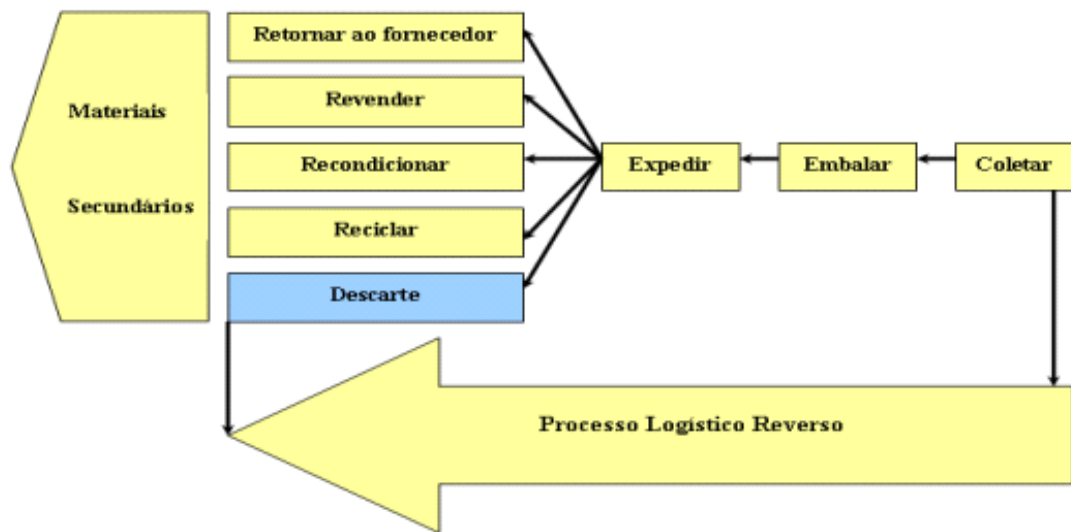 Materiais
Secundários
Retornar ao fornecedor
Revender
Recondicionar
Reciclar
Descarte
Expedir
Embalar
Coletar
Processo Logístico Reverso